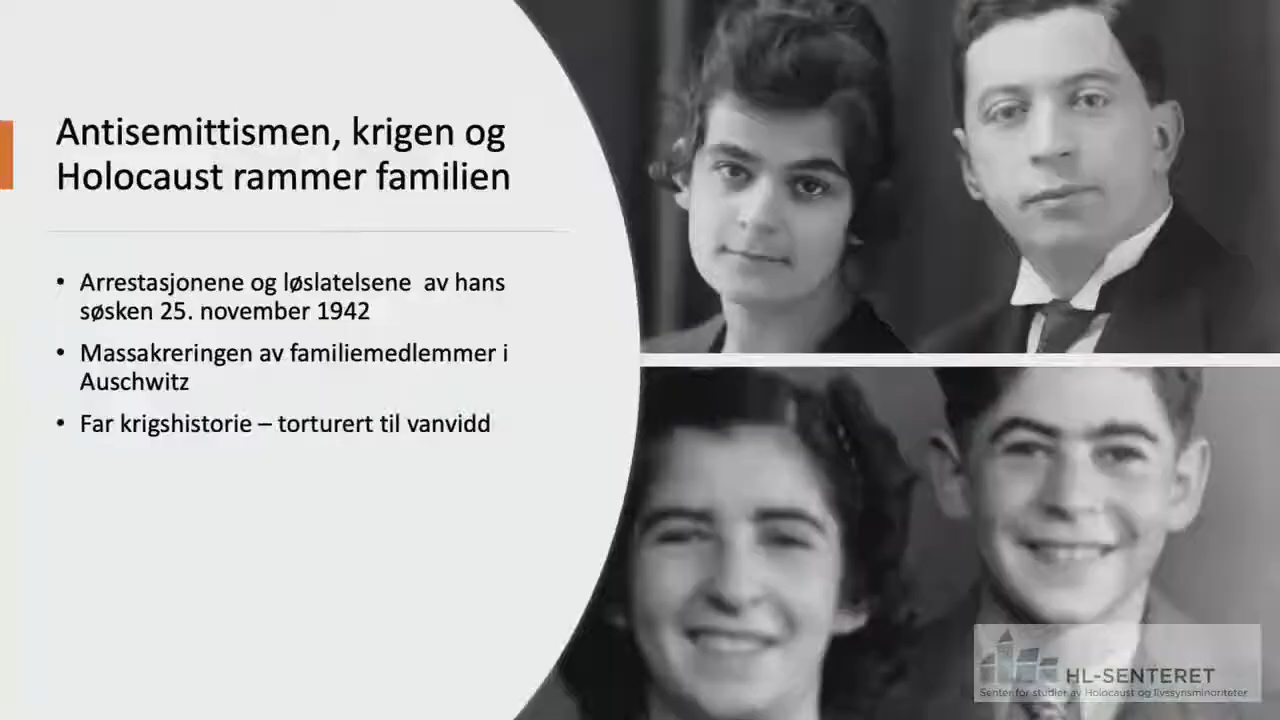 Antisemittismen, krigen og
Holocaust rammer familien
• Arrestasjonene og løslatelsene av hans
søsken 25. november 1942
• Massakreringen av familiemedlemmer i
Auschwitz
• Far krigshistorie – torturert til vanvidd
HL-SENTERET
Senter for studier av Holocaust og livssynsminoriteter